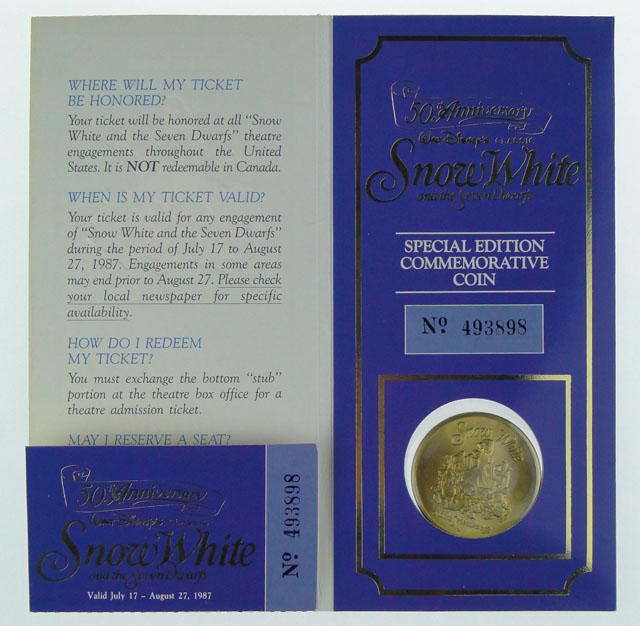 WHERE WILL MY TICKET
BE HONORED?
Your ticket will be honored at all "Snow
White and the Seven Dwarfs" theatre
engagements throughout the United
States. It is NOT redeemable in Canada.
WHEN IS MY TICKET VALID?
Your ticket is valid for any engagement
of "Snow White and the Seven Dwarfs"
during the period of July 17 to August
27, 1987. Engagements in some areas
may end prior to August 27. Please check
your local newspaper for specific
availability.
HOW DO I REDEEM
MY TICKET?
You must exchange the bottom "stub"
portion at the theatre box office for a
theatre admission ticket.
MAY I RESERVE A SEAT?
50th Anniversary
Walt Disney's CLASSIC
Snow White
and the Seven Dwarfs
Valid July 17 – August 27, 1987
Nº 493898
50th Anniversary
Walt Disney's CLASSIC
Snow White
and the Seven Dwarfs
SPECIAL EDITION
COMMEMORATIVE
COIN
Nº 493898
Snow White